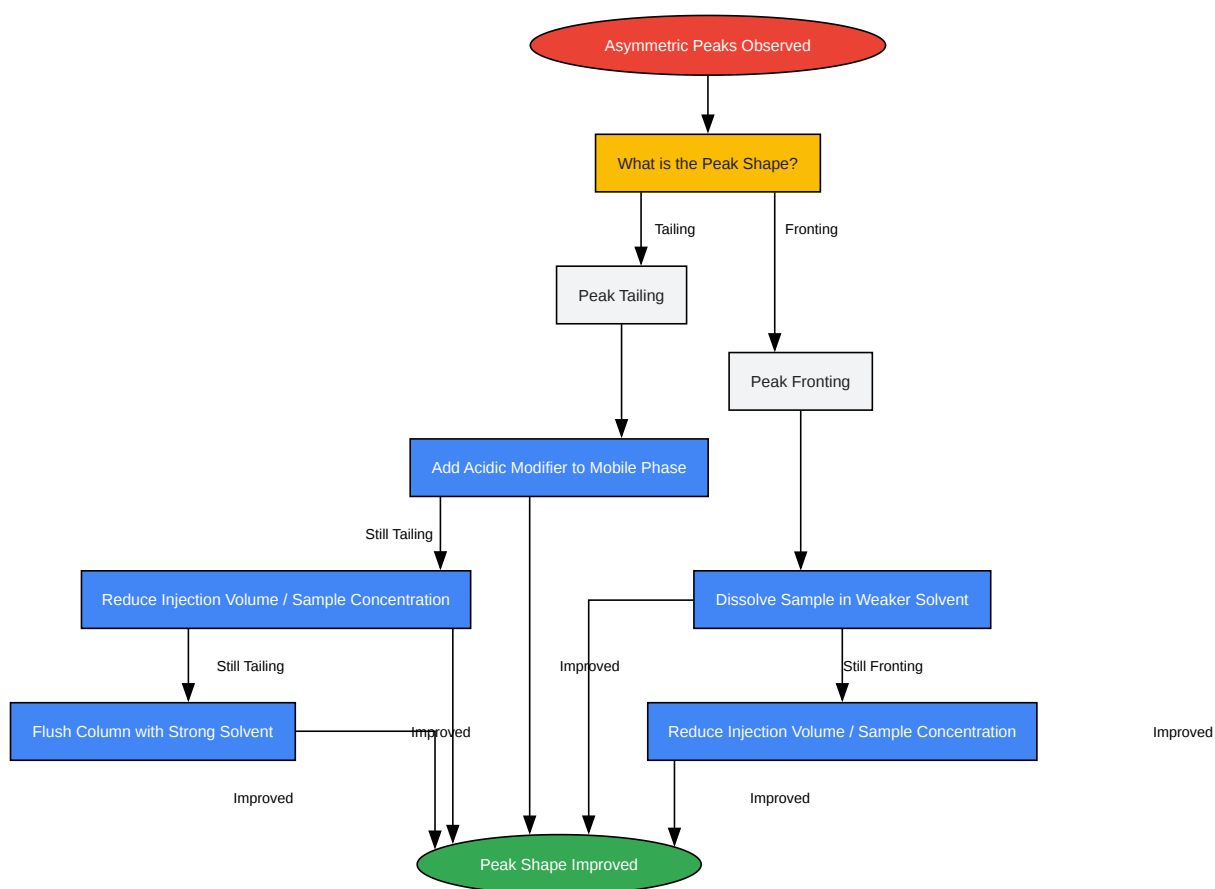 Asymmetric Peaks Observed
What is the Peak Shape?
Tailing
Fronting
Peak Tailing
Peak Fronting
Add Acidic Modifier to Mobile Phase
Still Tailing
Reduce Injection Volume / Sample Concentration
Dissolve Sample in Weaker Solvent
Still Tailing
Improved
Still Fronting
Flush Column with Strong Solvent
Improved
Reduce Injection Volume / Sample Concentration
Improved
Improved
Improved
Peak Shape Improved